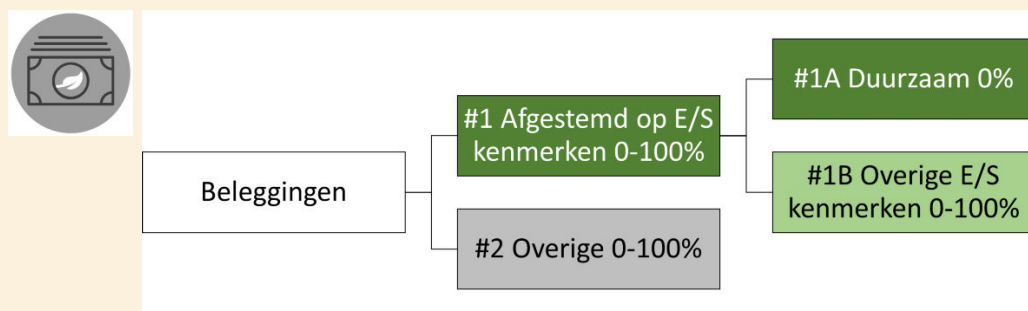 Beleggingen
#1 Afgestemd op E/S
kenmerken 0-100%
#2 Overige 0-100%
#1A Duurzaam 0%
#1B Overige E/S
kenmerken 0-100%